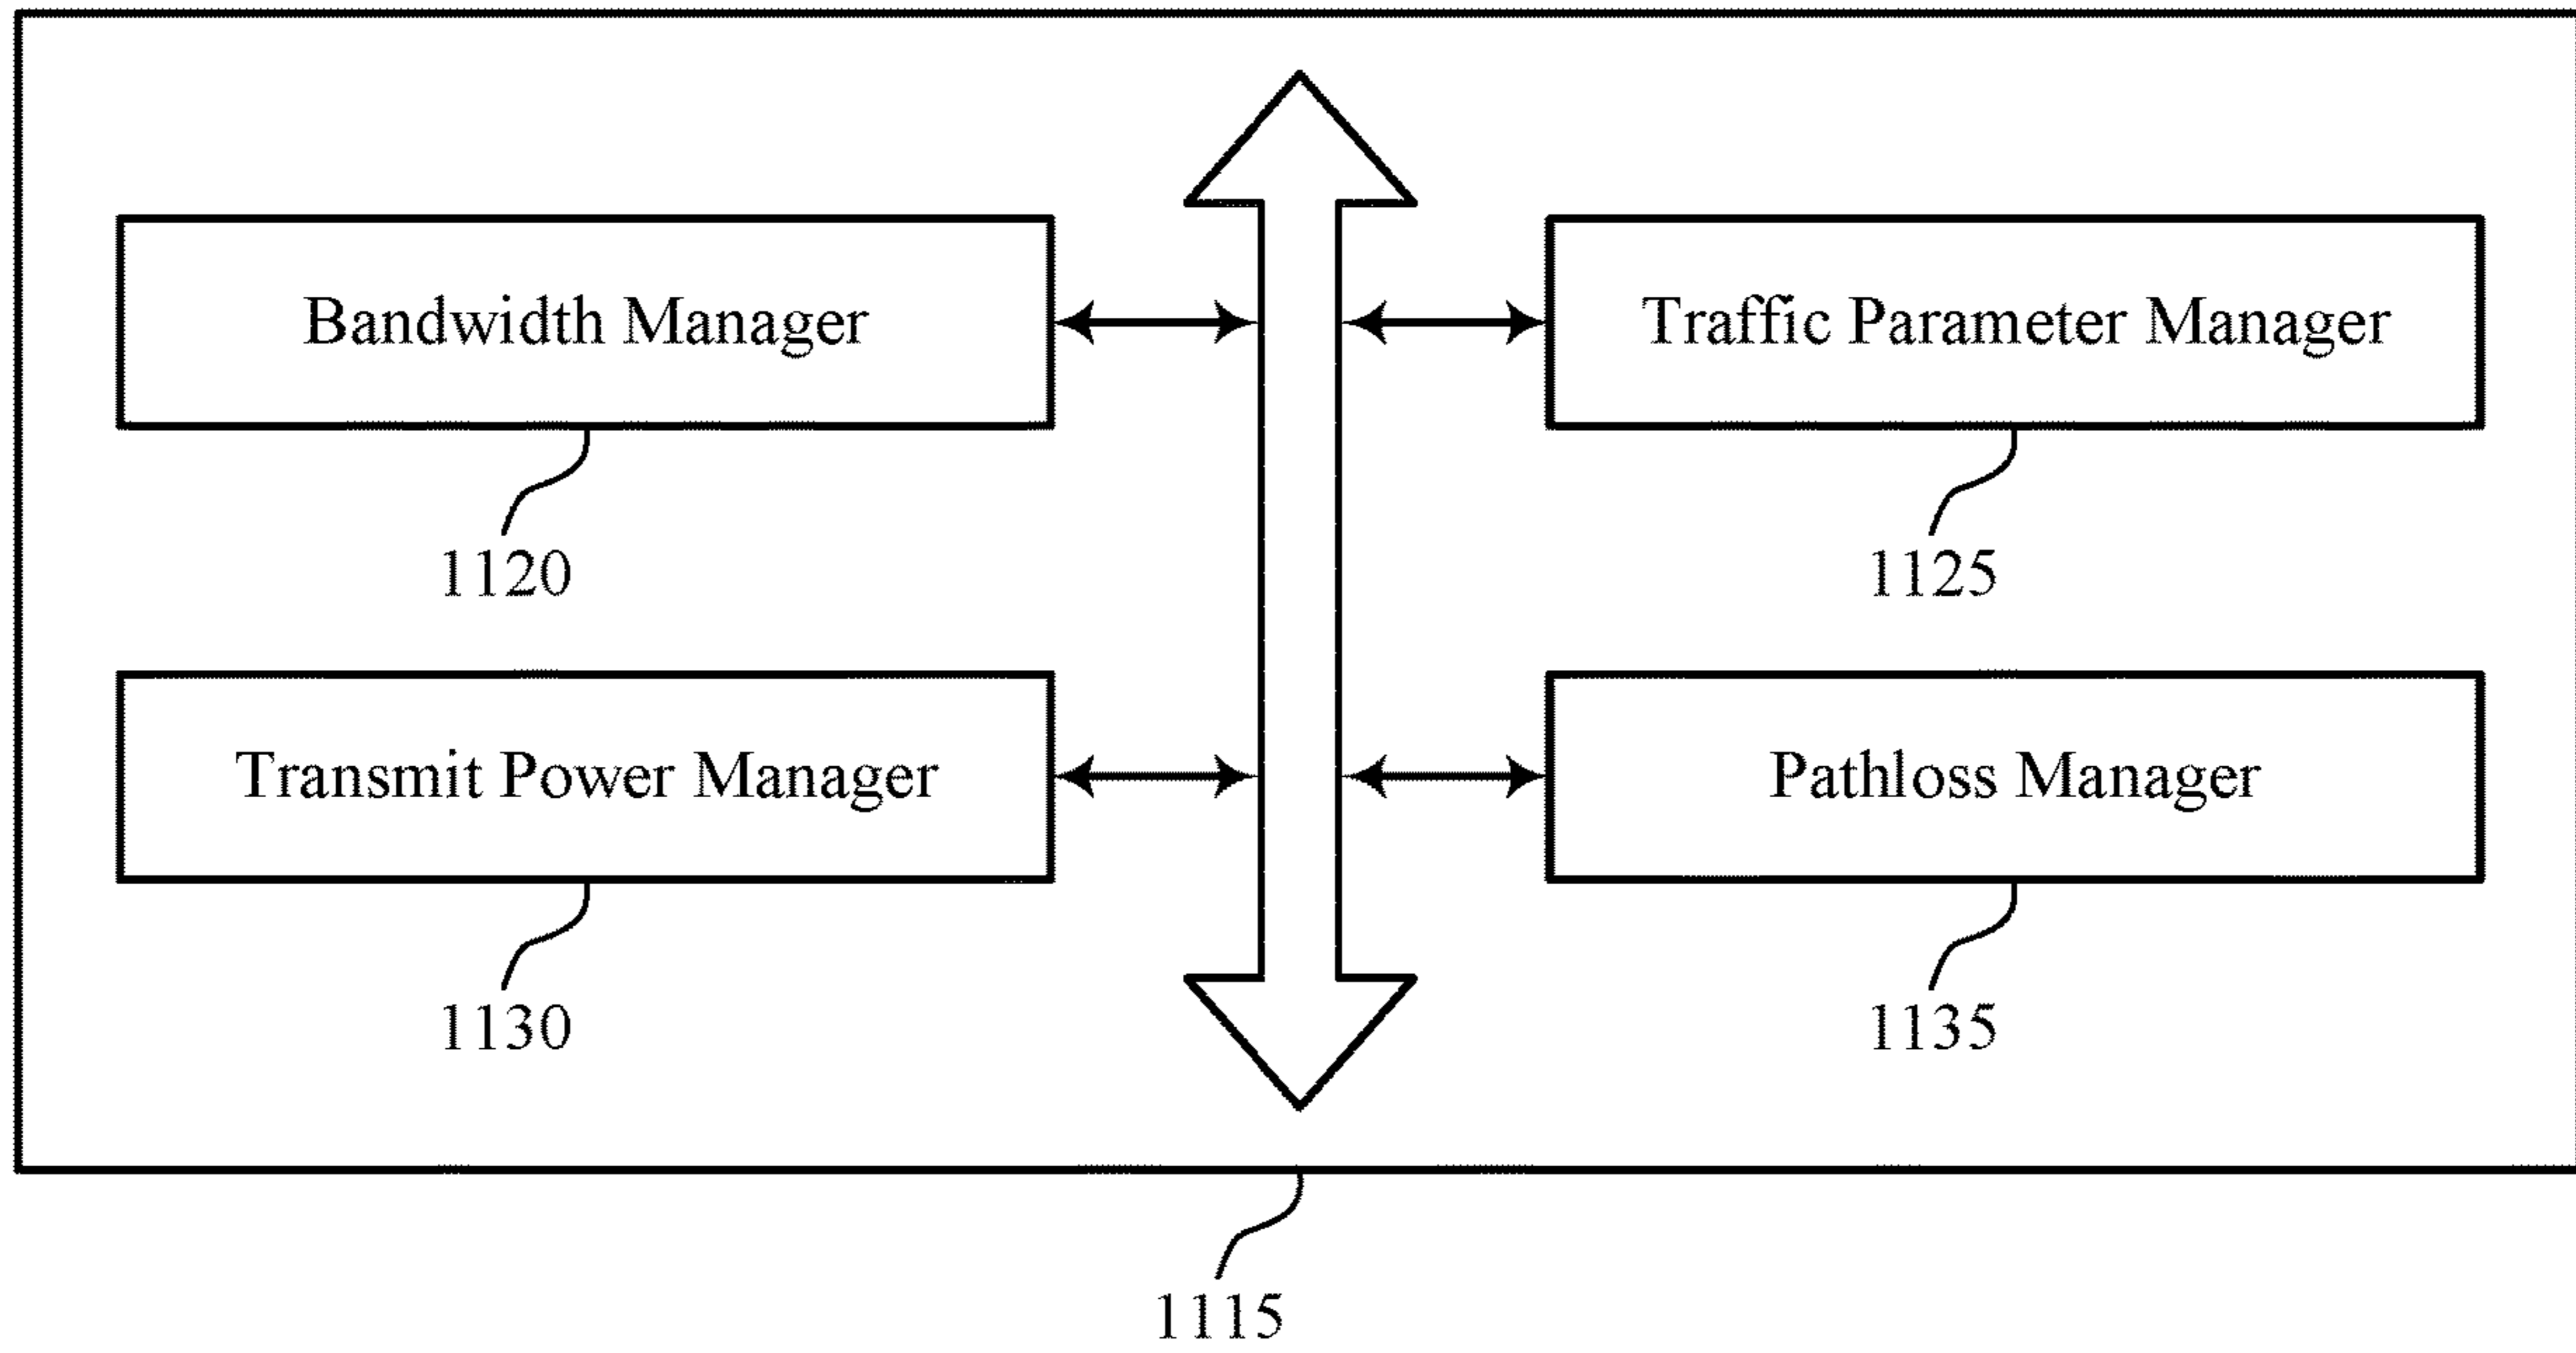 Bandwidth Manager
Traffic Parameter Manager
1120
1125
Transmit Power Manager
Pathloss Manager
1130
1135
1115